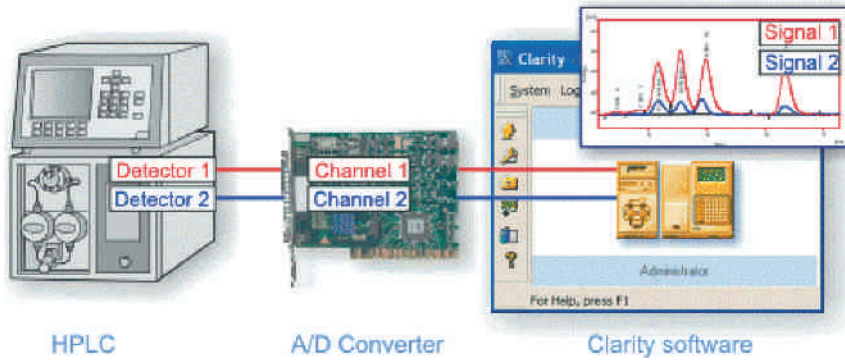 Signal 1
Signal 2
Clarity
System Log
Detector 1
Detector 2
Channel 1
Channel 2
Administrator
For Help, press F1
HPLC
A/D Converter
Clarity software